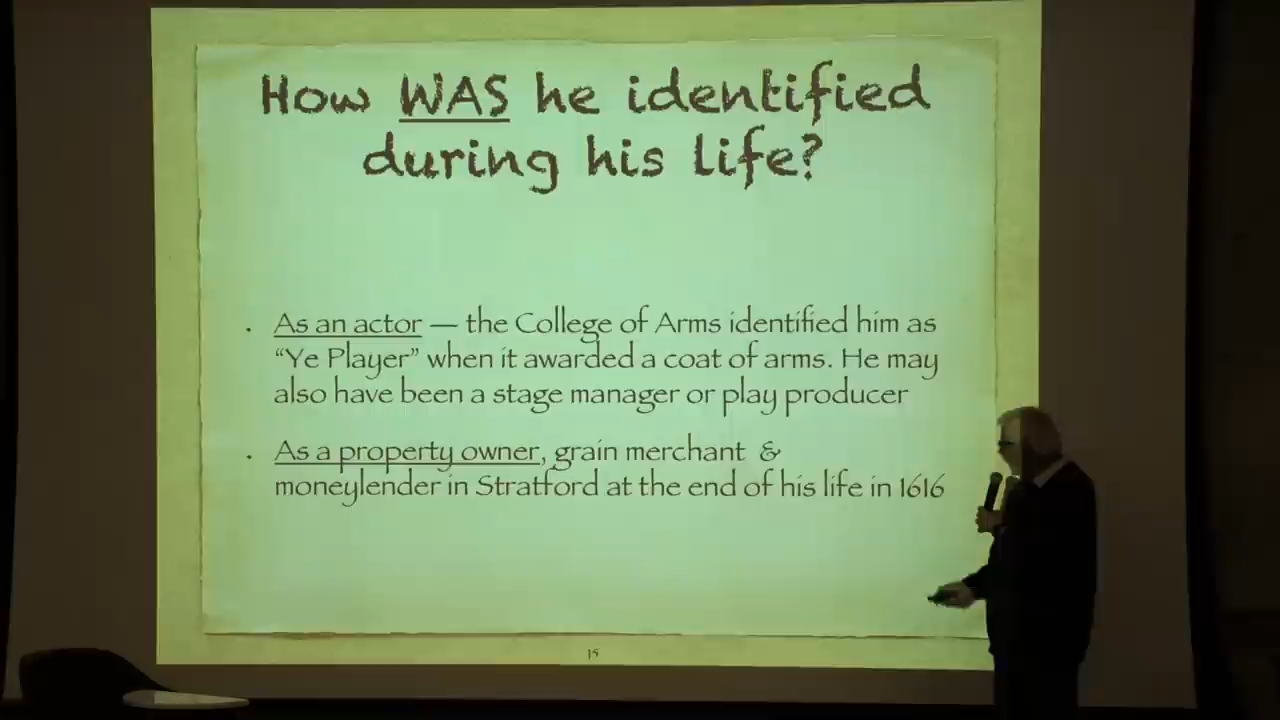 How WAS he identified
during his life?
. As an actor — the College of Arms identified him as
“Ye Player” when it awarded a coat of arms. He may
also have been a stage manager or play producer
. As a property owner, grain merchant &
moneylender in Stratford at the end of his life in 1616
15